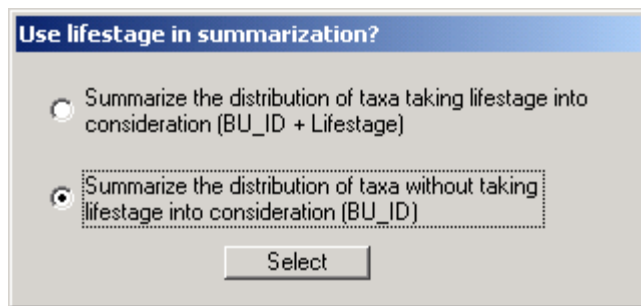 Use lifestage in summarization?
Summarize the distribution of taxa taking lifestage into
consideration (BU_ID + Lifestage)
Summarize the distribution of taxa without taking
lifestage into consideration (BU_ID)
Select